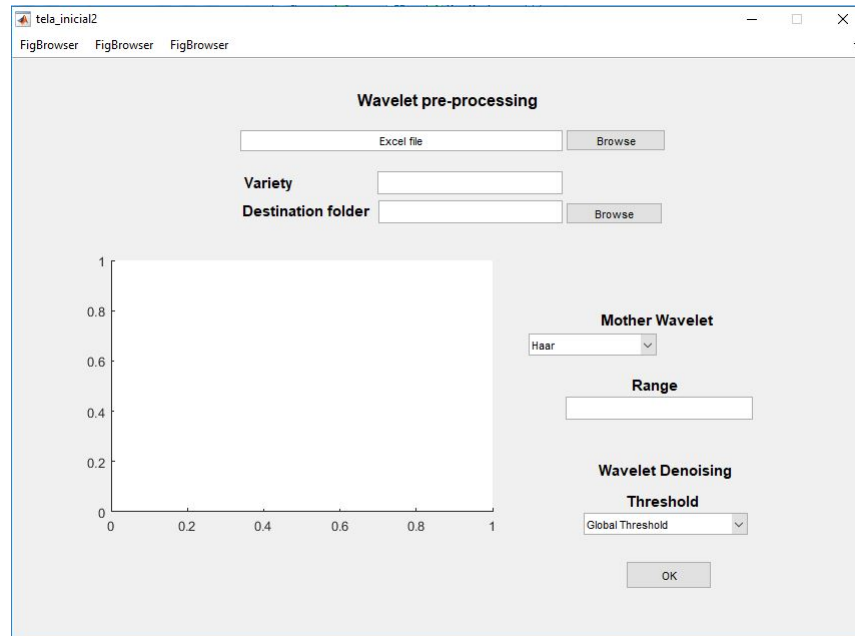 tela_inicial2
FigBrowser FigBrowser FigBrowser
Wavelet pre-processing
Excel file Browse
Variety
Destination folder Browse
1
0.8
0.6
0.4
0.2
0
0 0.2 0.4 0.6 0.8 1
Mother Wavelet
Haar
Range
Wavelet Denoising
Threshold
Global Threshold
OK